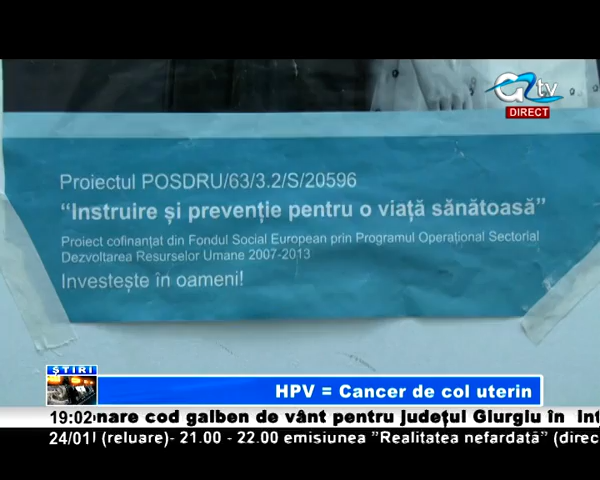 G2tv
DIRECT
Proiectul POSDRU/63/3.2/S/20596
“Instruire și prevenție pentru o viață sănătoasă”
Proiect cofinanțat din Fondul Social European prin Programul Operațional Sectorial
Dezvoltarea Resurselor Umane 2007-2013
Investește în oameni!
ȘTIRI
HPV = Cancer de col uterin
19:02 nare cod galben de vânt pentru județul Giurgiu în Int
24/01 (reluare)- 21.00 - 22.00 emisiunea ”Realitatea nefardată” (direc